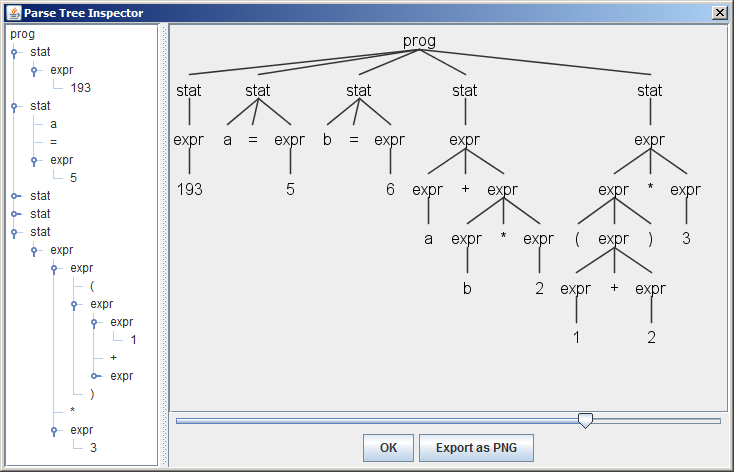 Parse Tree Inspector
prog
stat
expr
193
stat
a
=
expr
5
stat
stat
stat
expr
expr
(
expr
expr
1
+
expr
)
*
expr
3
prog
stat stat stat stat stat
expr a = expr b = expr expr expr
193 5 6 expr + expr expr * expr
a expr * expr ( expr ) 3
b 2 expr + expr
1 2
OK Export as PNG